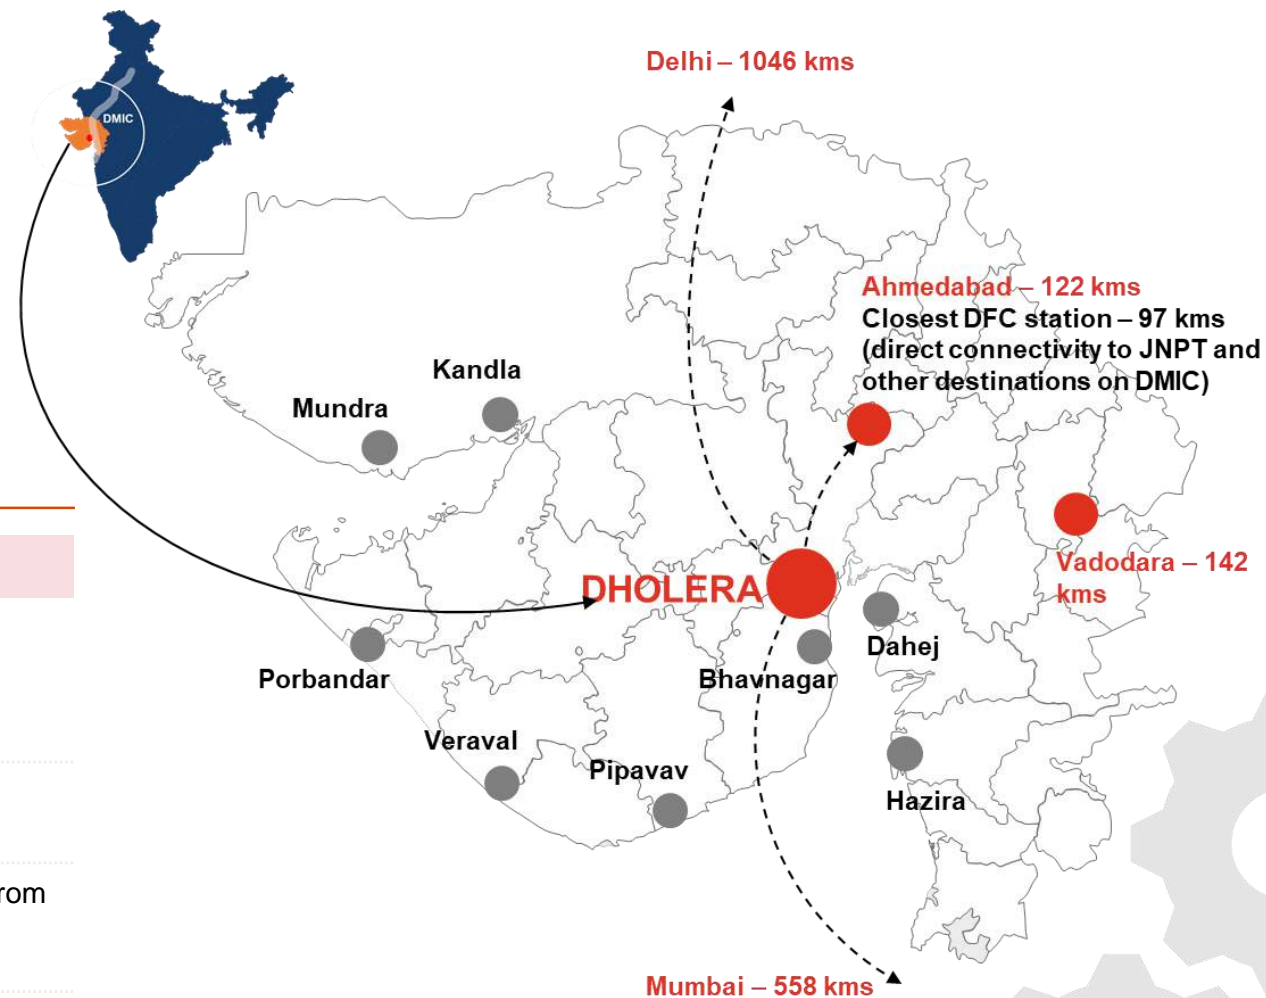 Delhi – 1046 kms
DMIC
Ahmedabad – 122 kms
Closest DFC station – 97 kms
(direct connectivity to JNPT and
other destinations on DMIC)
Kandla
Mundra
Vadodara – 142
kms
DHOLERA
Dahej
Porbandar
Bhavnagar
Veraval
Pipavav
Hazira
rom
Mumbai – 558 kms